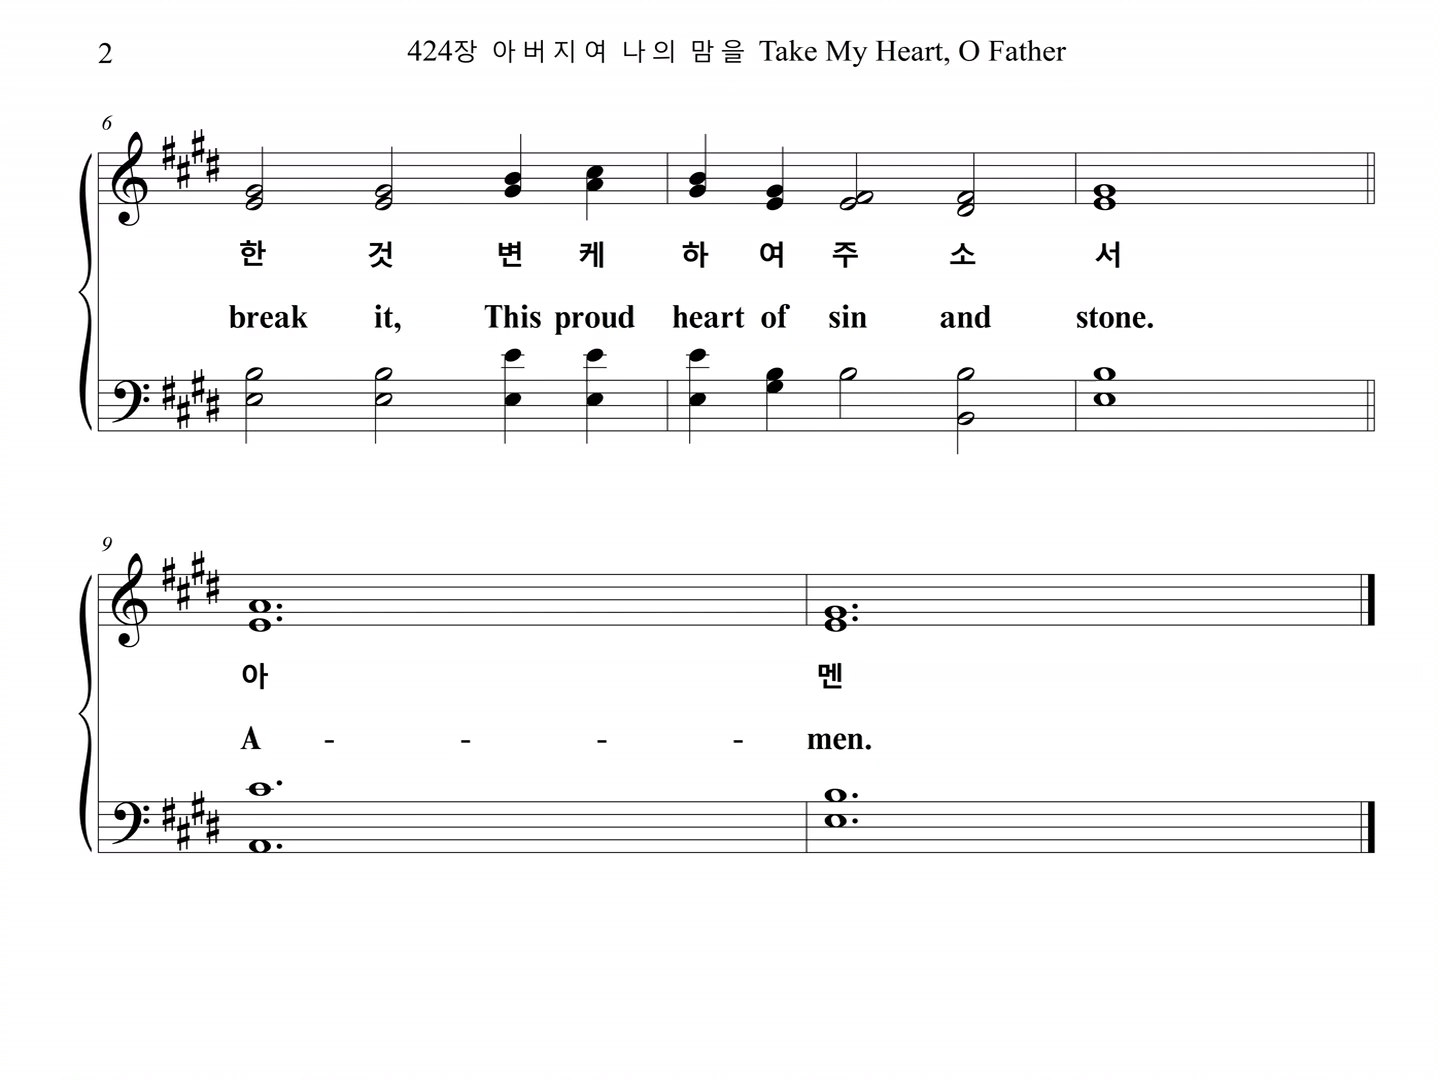 2
424장 아버지여 나의 맘을 Take My Heart, O Father
6
한 것 변 케 하 여 주 소 서
break it, This proud heart of sin and stone.
9
아 멘
A - - - - men.